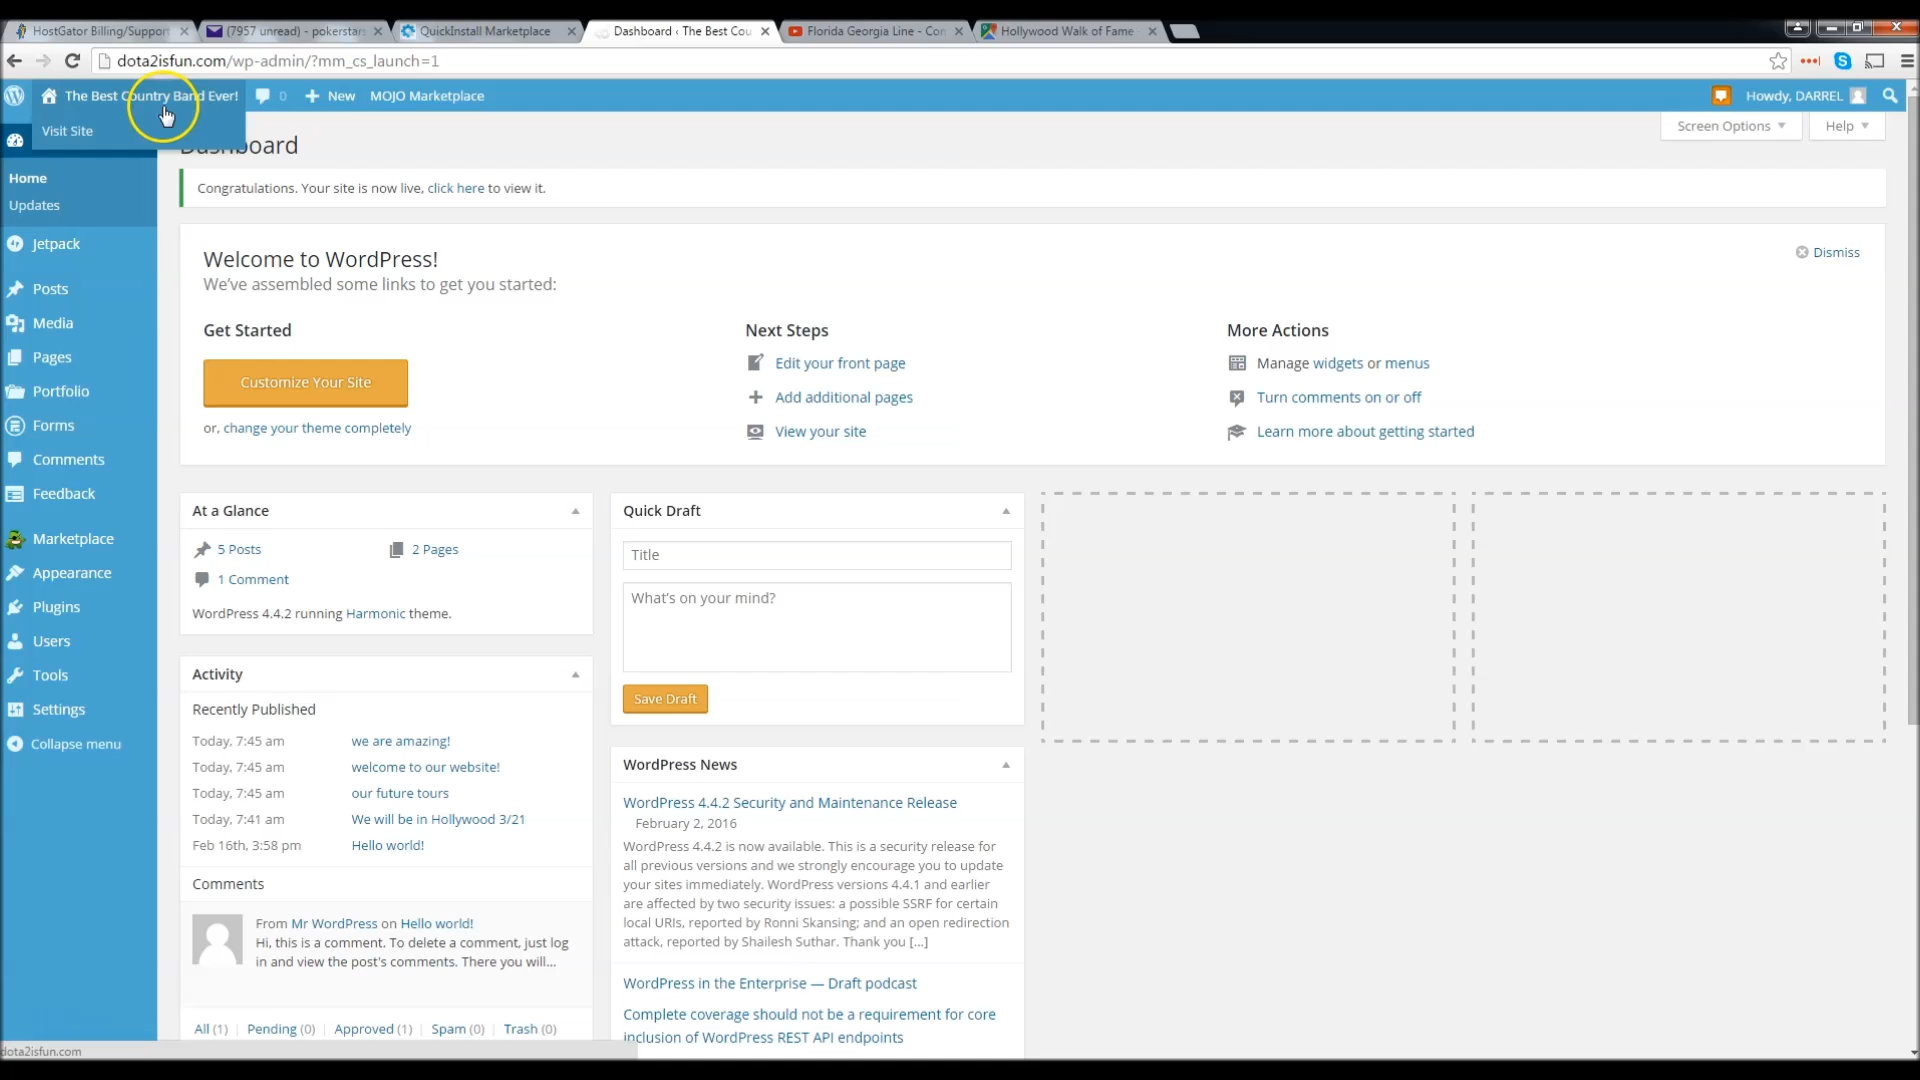 HostGator Billing/Support
(7957 unread) - pokerstars
QuickInstall Marketplace
Dashboard ‹ The Best Cou
Florida Georgia Line - Con
Hollywood Walk of Fame
dota2isfun.com/wp-admin/?mm_cs_launch=1
The Best Country Band Ever!
0
New
MOJO Marketplace
Howdy, DARREL
Visit Site
Screen Options
Help
Dashboard
Home
Updates
Jetpack
Posts
Media
Pages
Portfolio
Forms
Comments
Feedback
Marketplace
Appearance
Plugins
Users
Tools
Settings
Collapse menu
Congratulations. Your site is now live, click here to view it.
Welcome to WordPress!
We've assembled some links to get you started:
Dismiss
Get Started
Customize Your Site
or, change your theme completely
Next Steps
Edit your front page
Add additional pages
View your site
More Actions
Manage widgets or menus
Turn comments on or off
Learn more about getting started
At a Glance
5 Posts
2 Pages
1 Comment
WordPress 4.4.2 running Harmonic theme.
Activity
Recently Published
Today, 7:45 am we are amazing!
Today, 7:45 am welcome to our website!
Today, 7:45 am our future tours
Today, 7:41 am We will be in Hollywood 3/21
Feb 16th, 3:58 pm Hello world!
Comments
From Mr WordPress on Hello world!
Hi, this is a comment. To delete a comment, just log
in and view the post's comments. There you will...
All (1) | Pending (0) | Approved (1) | Spam (0) | Trash (0)
Quick Draft
Title
What's on your mind?
Save Draft
WordPress News
WordPress 4.4.2 Security and Maintenance Release
February 2, 2016
WordPress 4.4.2 is now available. This is a security release for
all previous versions and we strongly encourage you to update
your sites immediately. WordPress versions 4.4.1 and earlier
are affected by two security issues: a possible SSRF for certain
local URIs, reported by Ronni Skansing; and an open redirection
attack, reported by Shailesh Suthar. Thank you […]
WordPress in the Enterprise — Draft podcast
Complete coverage should not be a requirement for core
inclusion of WordPress REST API endpoints
dota2isfun.com